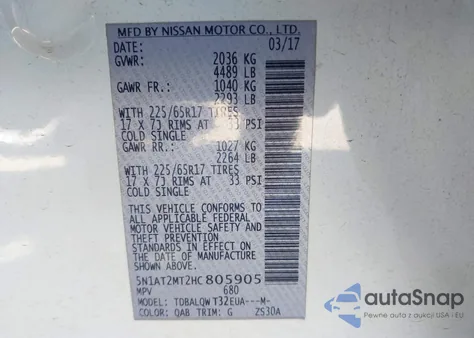 MFD BY NISSAN MOTOR CO., LTD.
DATE: 03/17
GVWR: 2036 KG
4489 LB
GAWR FR.: 1040 KG
2293 LB
WITH 225/65R17 TIRES
17 X 7J RIMS AT 33 PSI
COLD SINGLE
GAWR RR.: 1027 KG
2264 LB
WITH 225/65R17 TIRES
17 X 7J RIMS AT 33 PSI
COLD SINGLE
THIS VEHICLE CONFORMS TO
ALL APPLICABLE FEDERAL
MOTOR VEHICLE SAFETY
AND THEFT PREVENTION
STANDARDS IN EFFECT ON
THE DATE OF MANUFACTURE
SHOWN ABOVE.
5N1AT2MT2HC805905
MPV 680
MODEL: TDBALQWT32EUA---M-
COLOR: QAB TRIM: G ZS30A
autoSnap
Pewne auta z aukcji w USA i EU